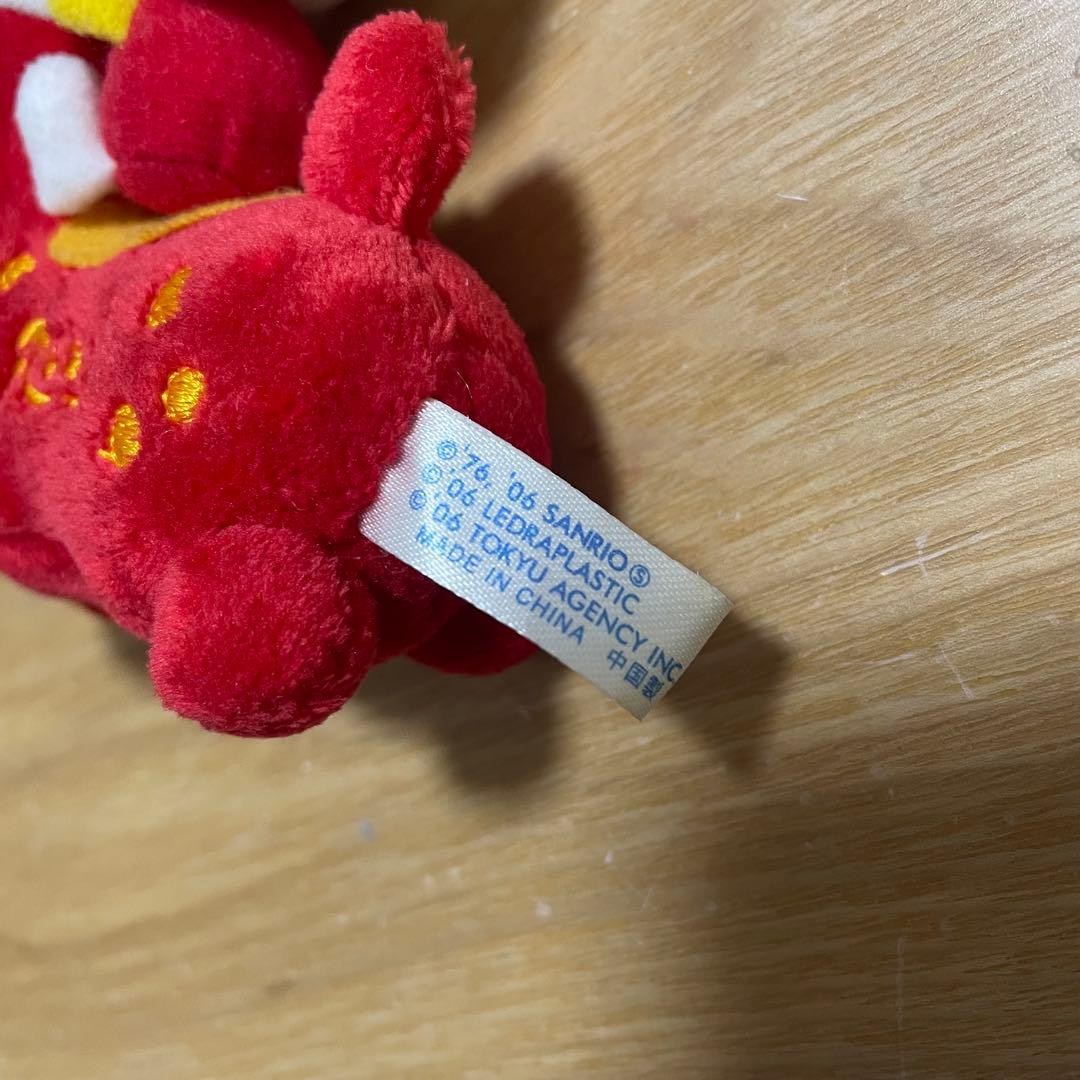 ©'76, '06 SANRIO Ⓢ
©'06 LEDRAPLASTIC
©'06 TOKYU AGENCY INC
MADE IN CHINA 中国製